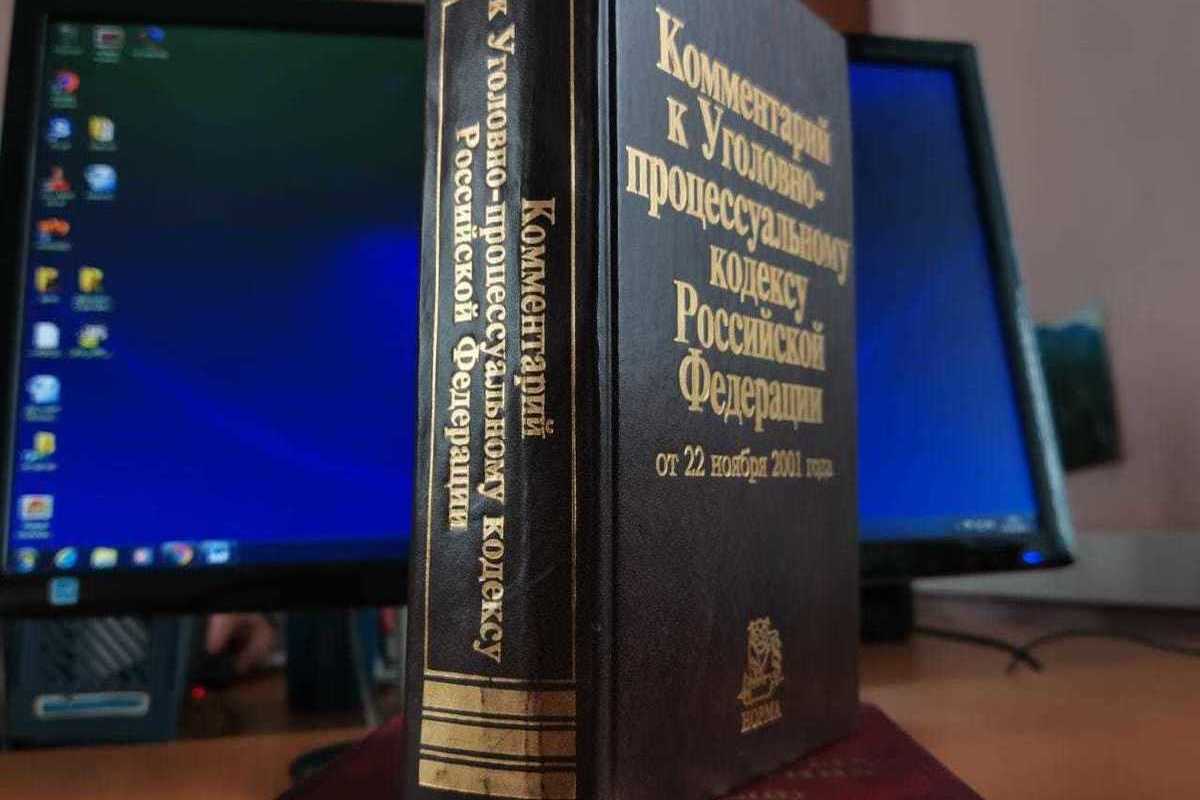 Комментарий
к Уголовно-процессуальному кодексу
Российской Федерации
Комментарий
к Уголовно-
процессуальному
кодексу
Российской
Федерации
от 22 ноября 2001 года
НОРМА